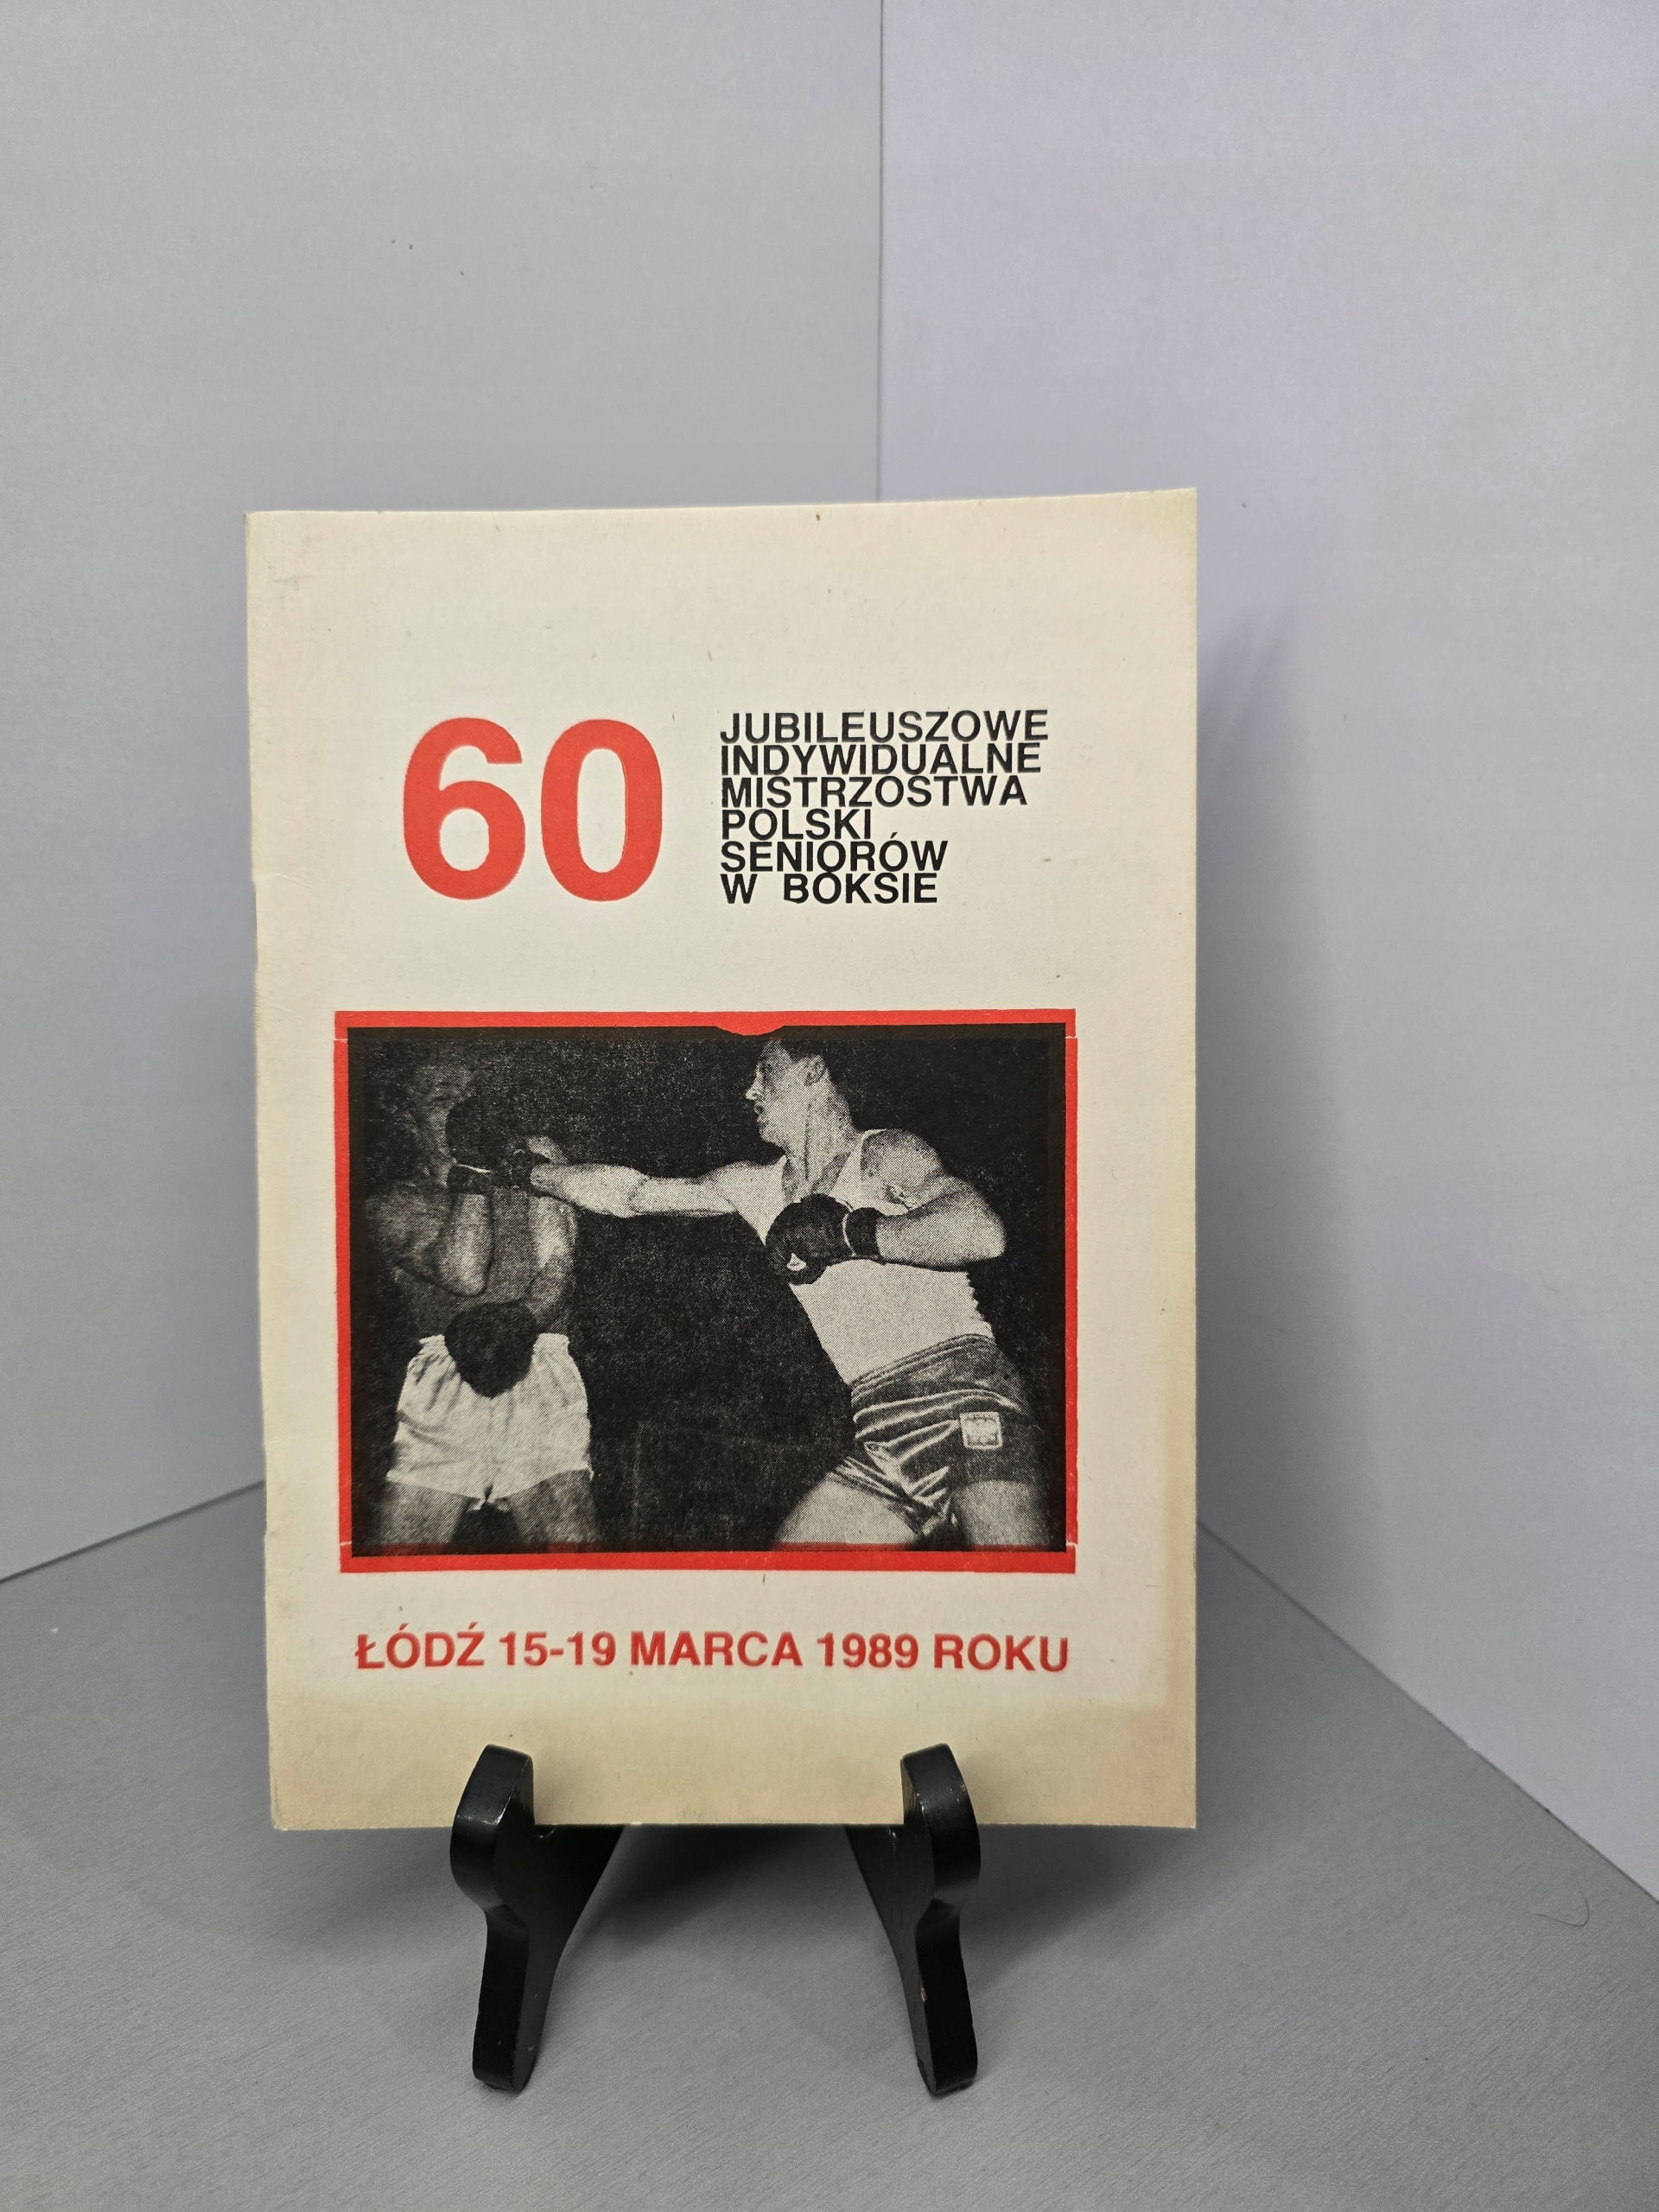 60
JUBILEUSZOWE
INDYWIDUALNE
MISTRZOSTWA
POLSKI
SENIORÓW
W BOKSIE
ŁÓDŹ 15-19 MARCA 1989 ROKU